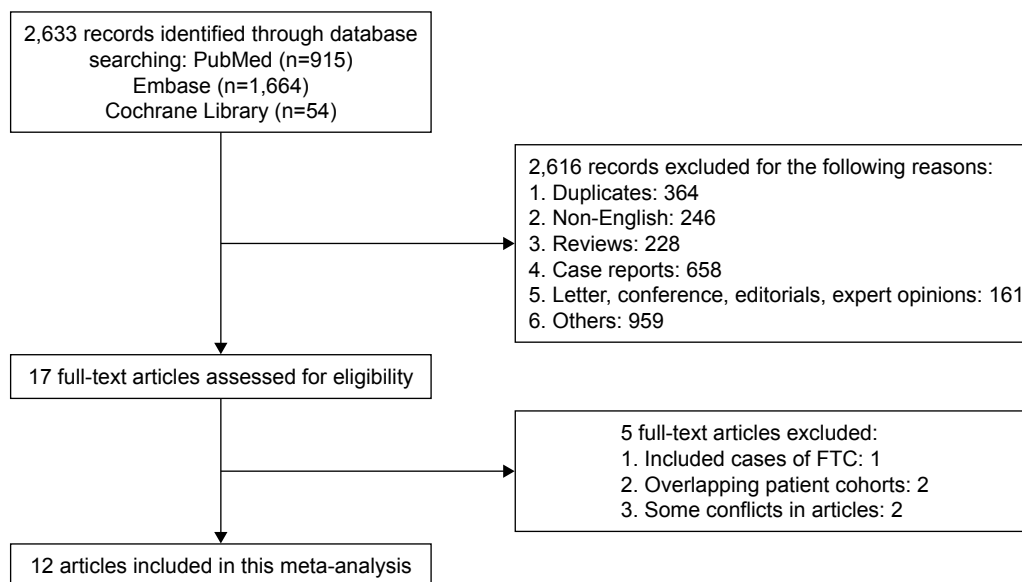 2,633 records identified through database
searching: PubMed (n=915)
Embase (n=1,664)
Cochrane Library (n=54)
2,616 records excluded for the following reasons:
1. Duplicates: 364
2. Non-English: 246
3. Reviews: 228
4. Case reports: 658
5. Letter, conference, editorials, expert opinions: 161
6. Others: 959
17 full-text articles assessed for eligibility
5 full-text articles excluded:
1. Included cases of FTC: 1
2. Overlapping patient cohorts: 2
3. Some conflicts in articles: 2
12 articles included in this meta-analysis